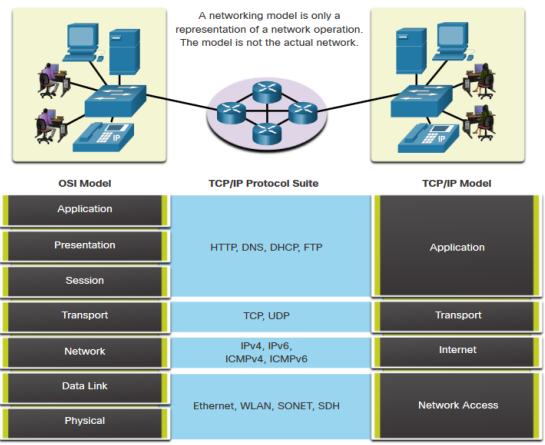 A networking model is only a
representation of a network operation.
The model is not the actual network.
IP
IP
OSI Model
TCP/IP Protocol Suite
TCP/IP Model
Application
Presentation
Session
HTTP, DNS, DHCP, FTP
Application
Transport
TCP, UDP
Transport
Network
IPv4, IPv6,
ICMPv4, ICMPv6
Internet
Data Link
Physical
Ethernet, WLAN, SONET, SDH
Network Access